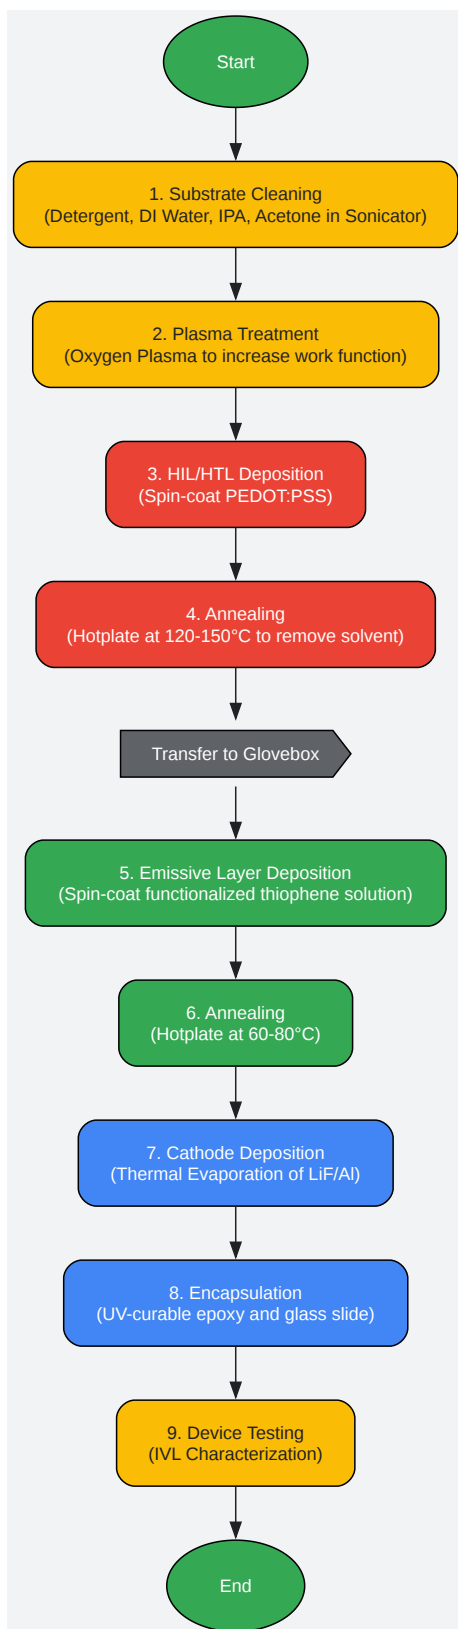 Start
1. Substrate Cleaning
(Detergent, DI Water, IPA, Acetone in Sonicator)
2. Plasma Treatment
(Oxygen Plasma to increase work function)
3. HIL/HTL Deposition
(Spin-coat PEDOT:PSS)
4. Annealing
(Hotplate at 120-150°C to remove solvent)
Transfer to Glovebox
5. Emissive Layer Deposition
(Spin-coat functionalized thiophene solution)
6. Annealing
(Hotplate at 60-80°C)
7. Cathode Deposition
(Thermal Evaporation of LiF/Al)
8. Encapsulation
(UV-curable epoxy and glass slide)
9. Device Testing
(IVL Characterization)
End